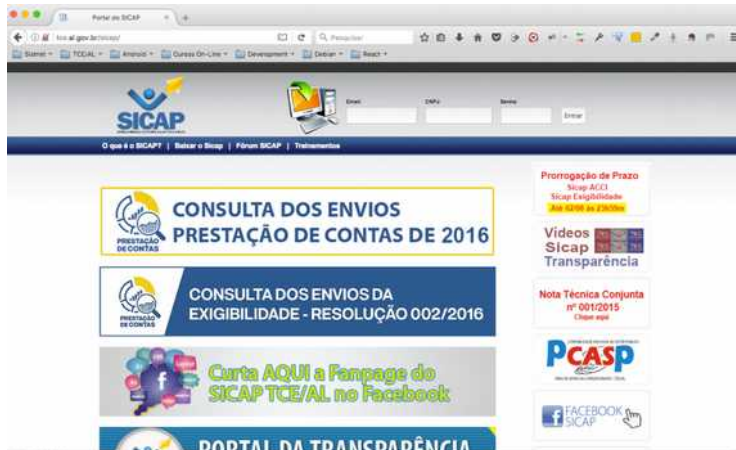 Portal do SICAP
tce.al.gov.br/sicap/
Pesquisar
TCE/AL
Android
Cursos On-Line
Development
Debian
React
SICAP
Email
CNPJ
Senha
Entrar
O que é o SICAP? | Baixar o Sicap | Fórum SICAP | Treinamentos
PRESTAÇÃO
DE CONTAS
CONSULTA DOS ENVIOS
PRESTAÇÃO DE CONTAS DE 2016
PRESTAÇÃO
DE CONTAS
CONSULTA DOS ENVIOS DA
EXIGIBILIDADE - RESOLUÇÃO 002/2016
Curta AQUI a Fanpage do
SICAP TCE/AL no Facebook
PORTAL DA TRANSPARÊNCIA
Prorrogação de Prazo
Sicap ACCI
Sicap Exigibilidade
Até 02/08 às 23h59m
Vídeos
Sicap
Transparência
Nota Técnica Conjunta
nº 001/2015
Clique aqui
PCASP
FACEBOOK
SICAP